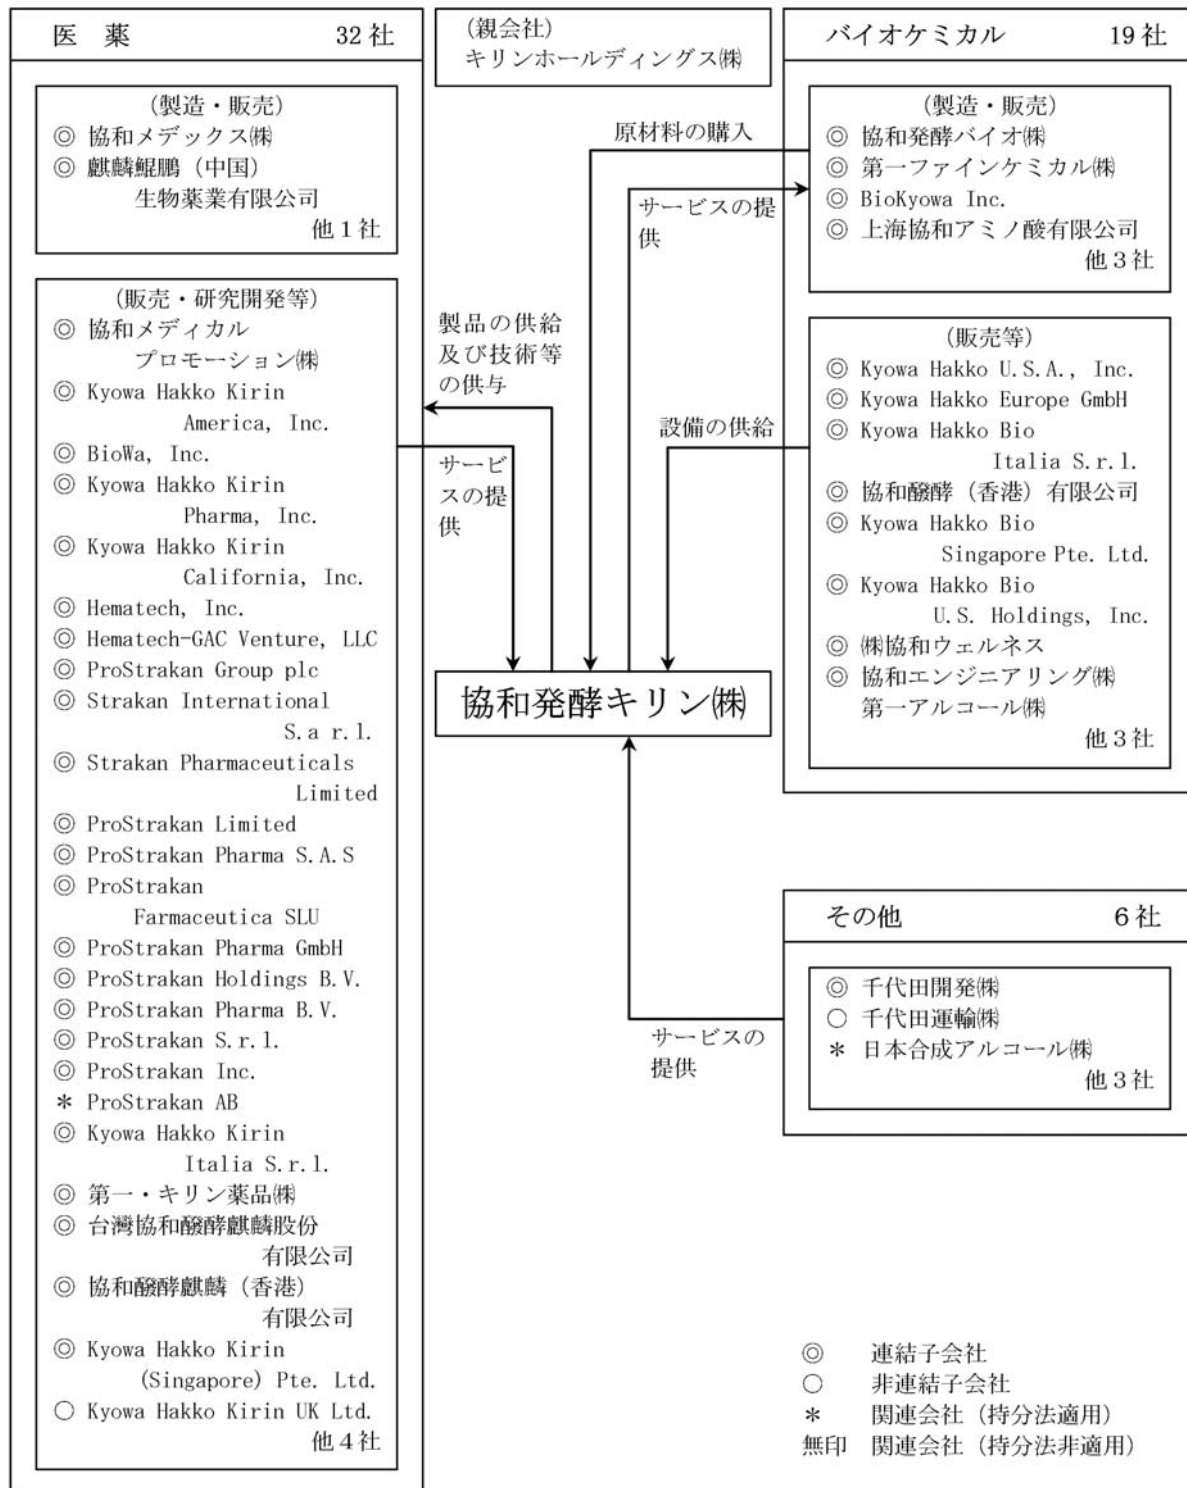 医　薬　32社
(製造・販売)
◎ 協和メデックス㈱
◎ 麒麟鯤鵬（中国）
生物薬業有限公司
他１社
(販売・研究開発等)
◎ 協和メディカル
プロモーション㈱
◎ Kyowa Hakko Kirin
America, Inc.
◎ BioWa, Inc.
◎ Kyowa Hakko Kirin
Pharma, Inc.
◎ Kyowa Hakko Kirin
California, Inc.
◎ Hematech, Inc.
◎ Hematech-GAC Venture, LLC
◎ ProStrakan Group plc
◎ Strakan International
S.a r.l.
◎ Strakan Pharmaceuticals
Limited
◎ ProStrakan Limited
◎ ProStrakan Pharma S.A.S
◎ ProStrakan
Farmaceutica SLU
◎ ProStrakan Pharma GmbH
◎ ProStrakan Holdings B.V.
◎ ProStrakan Pharma B.V.
◎ ProStrakan S.r.l.
◎ ProStrakan Inc.
＊ ProStrakan AB
◎ Kyowa Hakko Kirin
Italia S.r.l.
◎ 第一・キリン薬品㈱
◎ 台灣協和醱酵麒麟股份
有限公司
◎ 協和醱酵麒麟（香港）
有限公司
◎ Kyowa Hakko Kirin
(Singapore) Pte. Ltd.
○ Kyowa Hakko Kirin UK Ltd.
他４社
(親会社)
キリンホールディングス㈱
原材料の購入
サービスの提
供
製品の供給
及び技術等
の供与
サービ
スの提
供
設備の供給
協和発酵キリン㈱
サービスの
提供
バイオケミカル　19社
(製造・販売)
◎ 協和発酵バイオ㈱
◎ 第一ファインケミカル㈱
◎ BioKyowa Inc.
◎ 上海協和アミノ酸有限公司
他３社
(販売等)
◎ Kyowa Hakko U.S.A., Inc.
◎ Kyowa Hakko Europe GmbH
◎ Kyowa Hakko Bio
Italia S.r.l.
◎ 協和醱酵（香港）有限公司
◎ Kyowa Hakko Bio
Singapore Pte. Ltd.
◎ Kyowa Hakko Bio
U.S. Holdings, Inc.
◎ ㈱協和ウェルネス
◎ 協和エンジニアリング㈱
第一アルコール㈱
他３社
その他　６社
◎ 千代田開発㈱
○ 千代田運輸㈱
＊ 日本合成アルコール㈱
他３社
◎　連結子会社
○　非連結子会社
＊　関連会社（持分法適用）
無印　関連会社（持分法非適用）